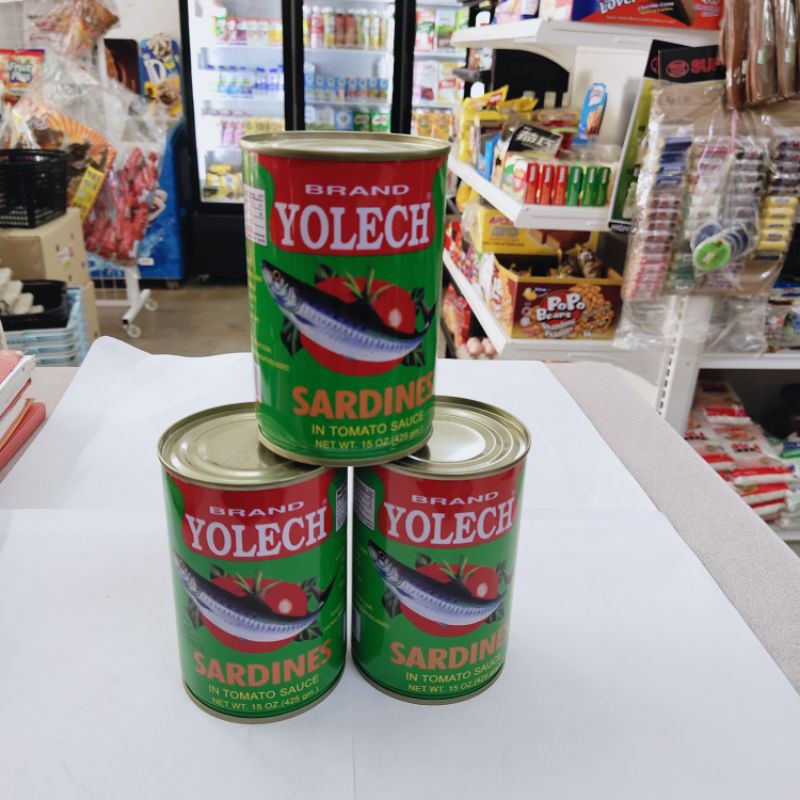 BRAND
YOLECH
SARDINES
IN TOMATO SAUCE
NET WT. 15 OZ.(425 gm.)
BRAND
YOLECH
SARDINES
IN TOMATO SAUCE
NET WT. 15 OZ.(425 gm.)
BRAND
YOLECH
SARDINES
IN TOMATO SAUCE
NET WT. 15 OZ.(425
POPO
Bears